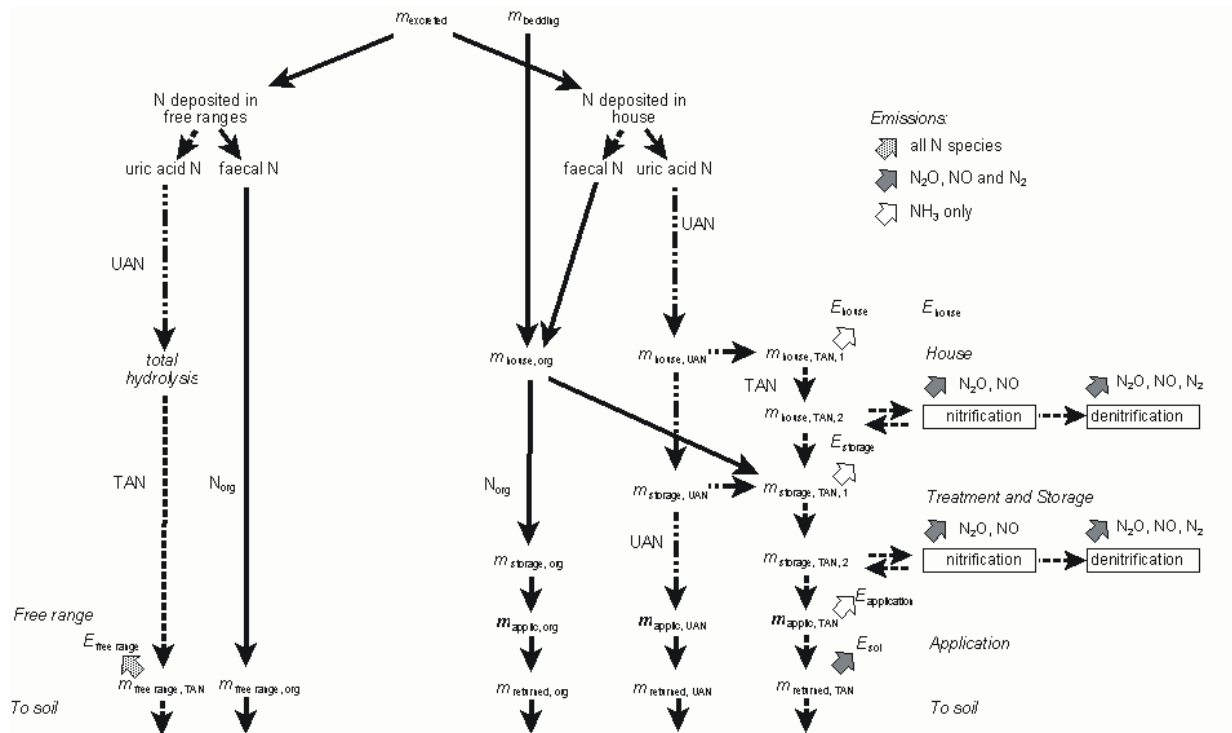 m excreted
m bedding
N deposited in
free ranges
N deposited in
house
Emissions:
all N species
N2O, NO and N2
NH3 only
uric acid N
faecal N
faecal N
uric acid N
UAN
UAN
E house
E house
total
hydrolysis
m house, org
m house, UAN
m house, TAN, 1
House
TAN
N2O, NO
N2O, NO, N2
m house, TAN, 2
nitrification
denitrification
E storage
TAN
Norg
Norg
m storage, UAN
m storage, TAN, 1
Treatment and Storage
N2O, NO
N2O, NO, N2
UAN
m storage, org
m storage, TAN, 2
nitrification
denitrification
E application
Free range
m applic, org
m applic, UAN
m applic, TAN
E free range
E soil
Application
m free range, TAN
m free range, org
m returned, org
m returned, UAN
m returned, TAN
To soil
To soil